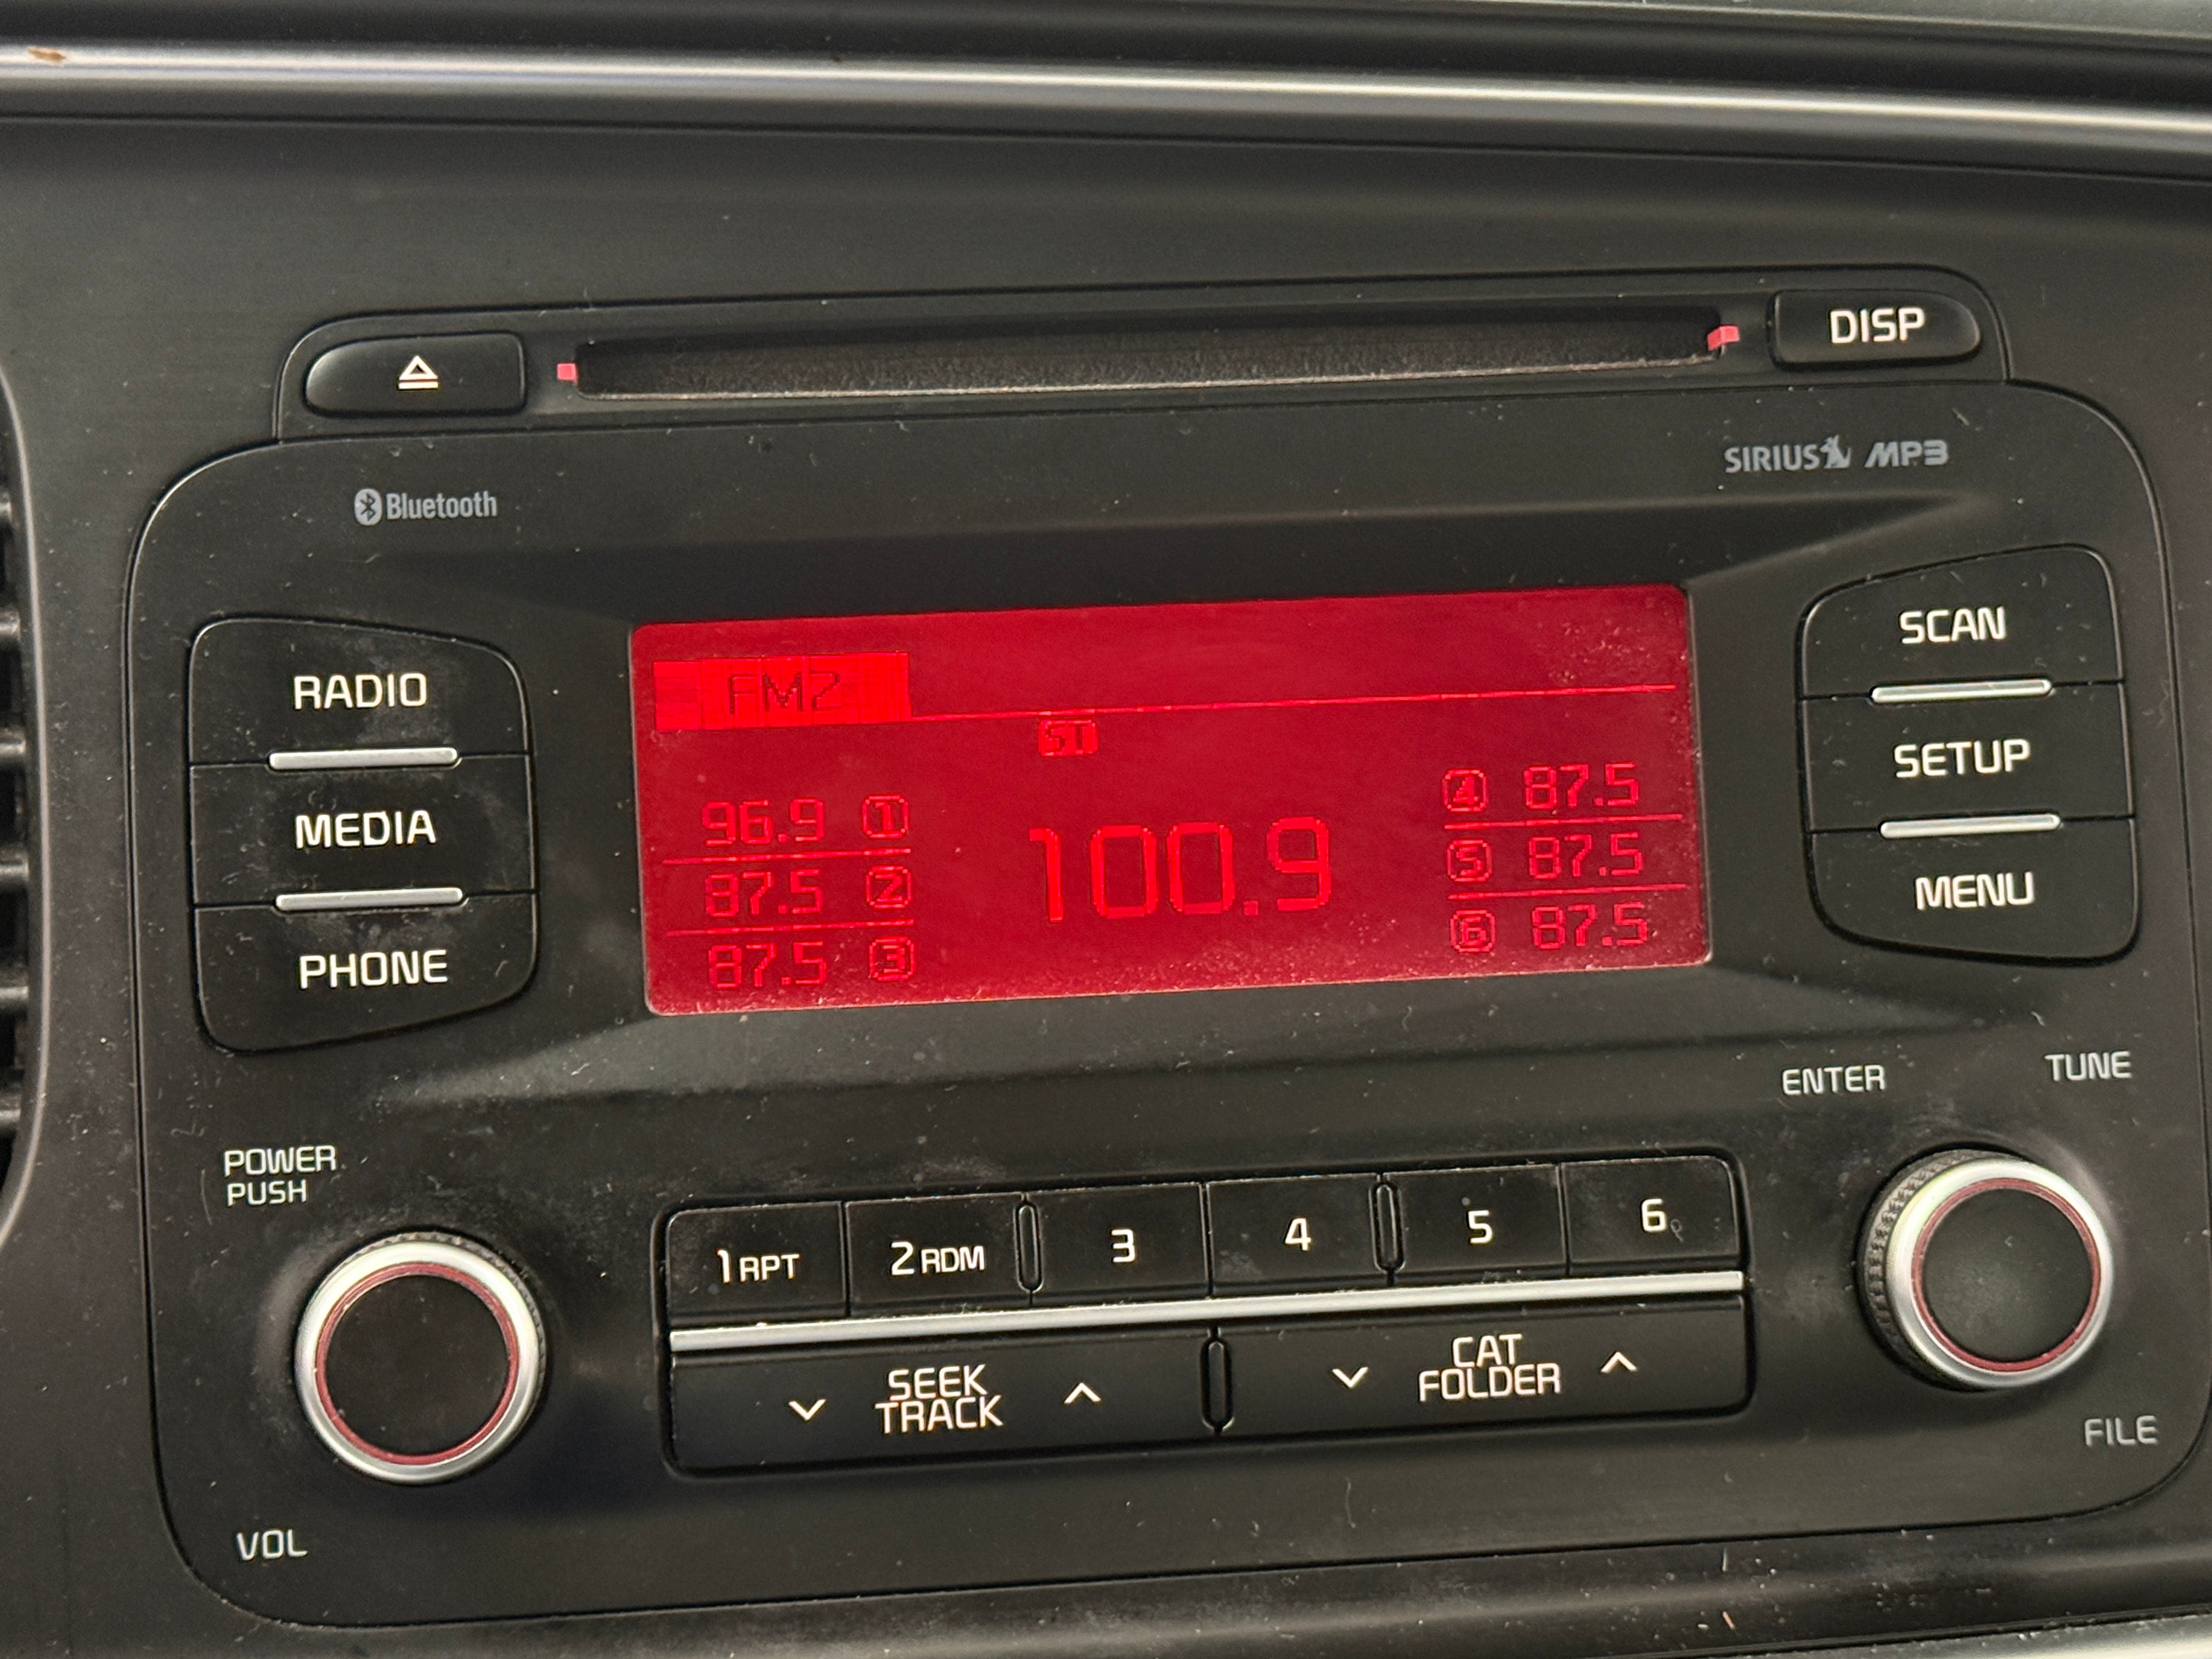 DISP
Bluetooth
SIRIUS MP3
RADIO
MEDIA
PHONE
FM2
ST
96.9 1
87.5 2
87.5 3
100.9
4 87.5
5 87.5
6 87.5
SCAN
SETUP
MENU
POWER
PUSH
VOL
1 RPT
2 RDM
3
4
5
6
SEEK
TRACK
CAT
FOLDER
ENTER
TUNE
FILE